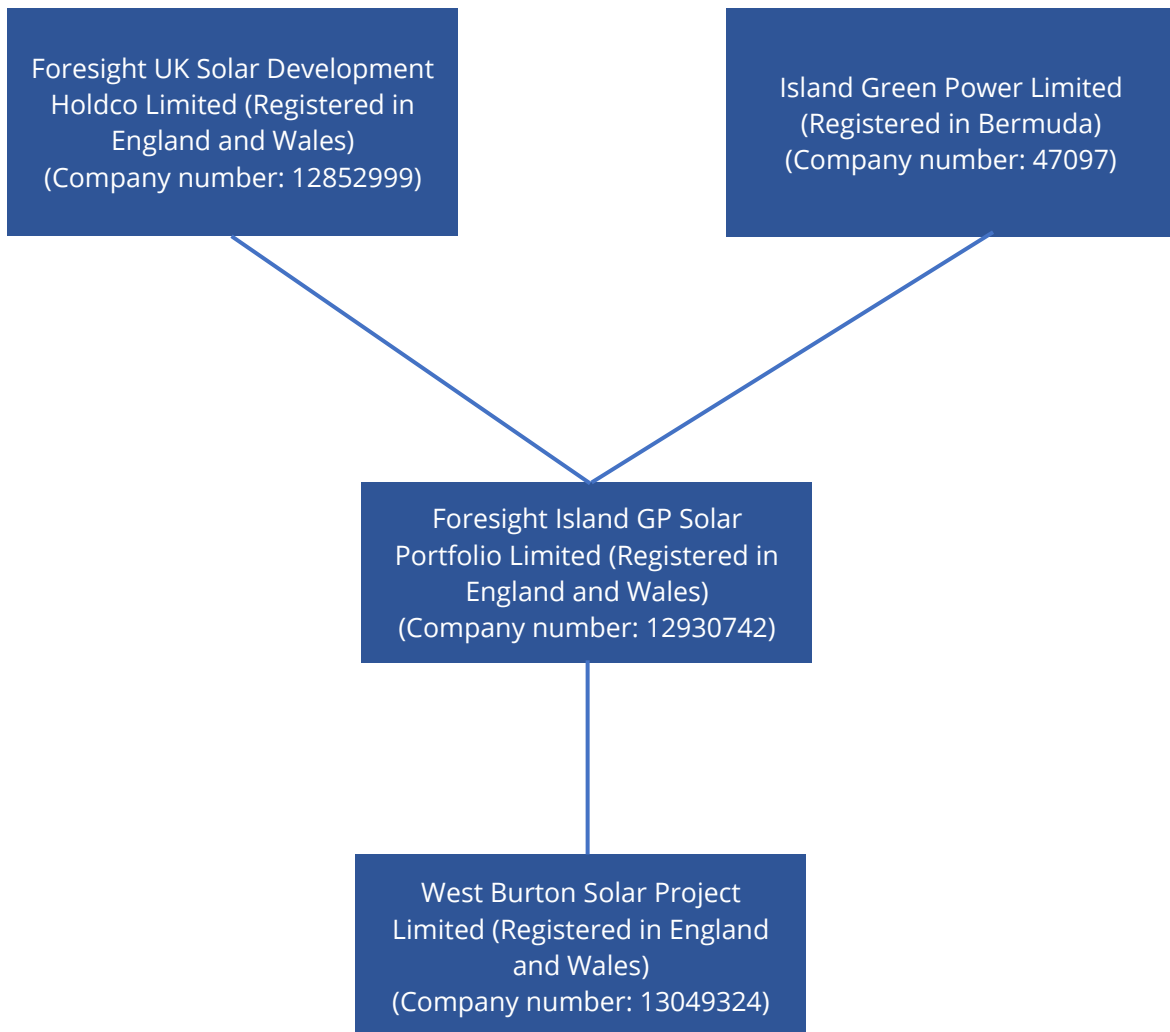 Foresight UK Solar Development
Holdco Limited (Registered in
England and Wales)
(Company number: 12852999)
Island Green Power Limited
(Registered in Bermuda)
(Company number: 47097)
Foresight Island GP Solar
Portfolio Limited (Registered in
England and Wales)
(Company number: 12930742)
West Burton Solar Project
Limited (Registered in England
and Wales)
(Company number: 13049324)